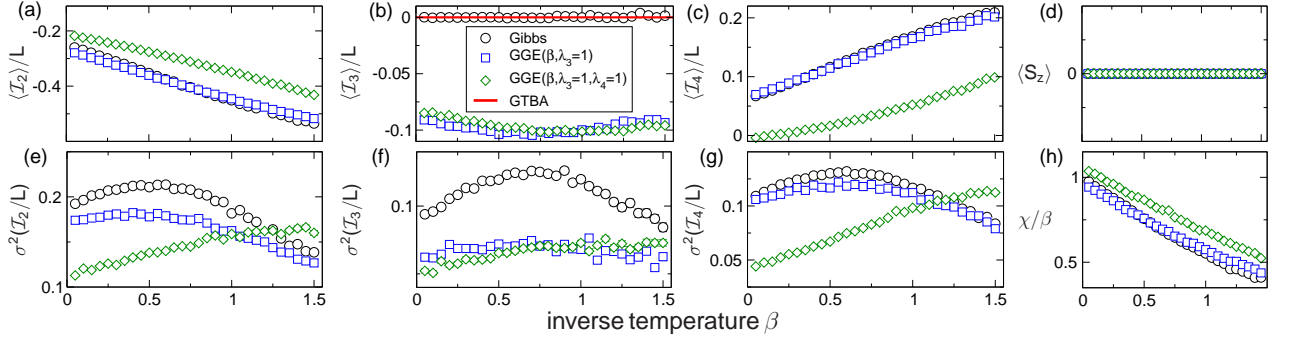 (a)
-0.2
-0.4
⟨I₂⟩/L
(b)
0
-0.05
-0.1
⟨I₃⟩/L
Gibbs
GGE(β,λ₃=1)
GGE(β,λ₃=1,λ₄=1)
GTBA
(c)
0.2
0.1
0
⟨I₄⟩/L
(d)
0
⟨S_z⟩
(e)
0.2
0.1
σ²(I₂/L)
0
0.5
1
1.5
(f)
0.1
σ²(I₃/L)
0
0.5
1
1.5
(g)
0.1
0.05
σ²(I₄/L)
0
0.5
1
1.5
(h)
1
0.5
χ/β
0
0.5
1
inverse temperature β